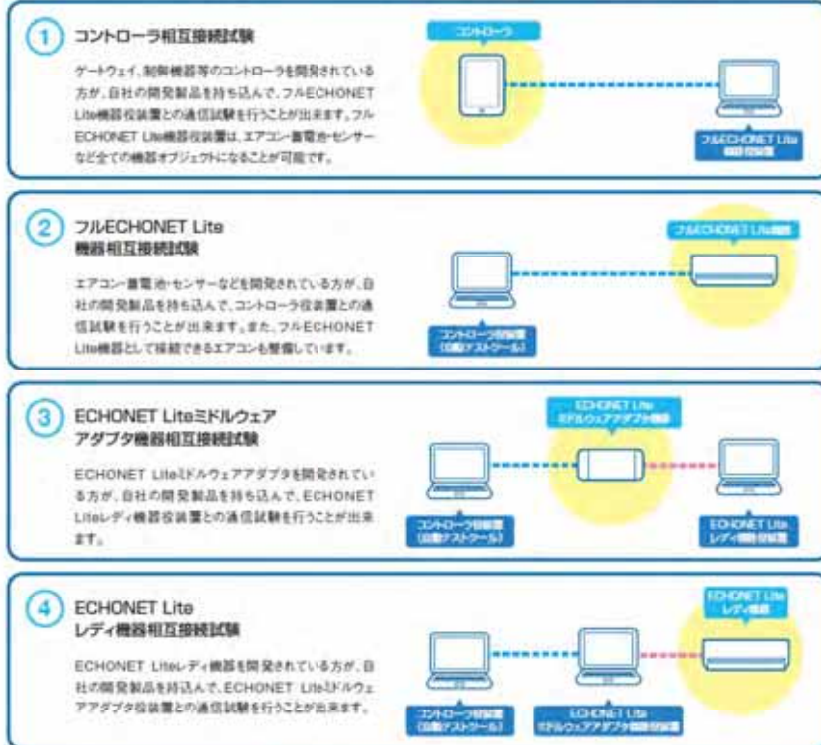 1 コントローラ相互接続試験
ゲートウェイ、制御機器等のコントローラを開発されている
方が、自社の開発製品を持ち込んで、フルECHONET
Lite機器役装置との通信試験を行うことが出来ます。フル
ECHONET Lite機器役装置は、エアコン・蓄電池・センサー
など全ての機器オブジェクトになることが可能です。
コントローラ
フルECHONET Lite
機器役装置
2 フルECHONET Lite
機器相互接続試験
エアコン・蓄電池・センサーなどを開発されている方が、自
社の開発製品を持ち込んで、コントローラ役装置との通
信試験を行うことが出来ます。また、フルECHONET
Lite機器として接続できるエアコンも整備しています。
フルECHONET Lite機器
コントローラ役装置
(自動テストツール)
3 ECHONET Liteミドルウェア
アダプタ機器相互接続試験
ECHONET Liteミドルウェアアダプタを開発されてい
る方が、自社の開発製品を持ち込んで、ECHONET
Liteレディ機器役装置との通信試験を行うことが出来
ます。
ECHONET Lite
ミドルウェアアダプタ機器
コントローラ役装置
(自動テストツール)
ECHONET Lite
レディ機器役装置
4 ECHONET Lite
レディ機器相互接続試験
ECHONET Liteレディ機器を開発されている方が、自
社の開発製品を持込んで、ECHONET Liteミドルウェ
アアダプタ役装置との通信試験を行うことが出来ます。
ECHONET Lite
レディ機器
コントローラ役装置
(自動テストツール)
ECHONET Lite
ミドルウェアアダプタ機器役装置